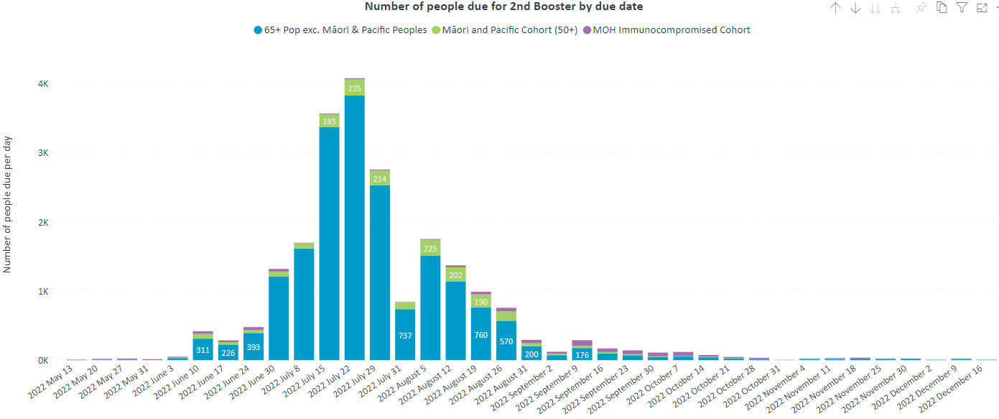 Number of people due for 2nd Booster by due date
65+ Pop exc. Māori & Pacific Peoples Māori and Pacific Cohort (50+) MOH Immunocompromised Cohort
Number of people due per day
4K
3K
2K
1K
0K
235
185
214
225
202
190
311
226
393
737
760
570
200
176
2022 May 13
2022 May 20
2022 May 27
2022 May 31
2022 June 3
2022 June 10
2022 June 17
2022 June 24
2022 June 30
2022 July 8
2022 July 15
2022 July 22
2022 July 29
2022 July 31
2022 August 5
2022 August 12
2022 August 19
2022 August 26
2022 August 31
2022 September 2
2022 September 9
2022 September 16
2022 September 23
2022 September 30
2022 October 7
2022 October 14
2022 October 21
2022 October 28
2022 October 31
2022 November 4
2022 November 11
2022 November 18
2022 November 25
2022 November 30
2022 December 2
2022 December 9
2022 December 16